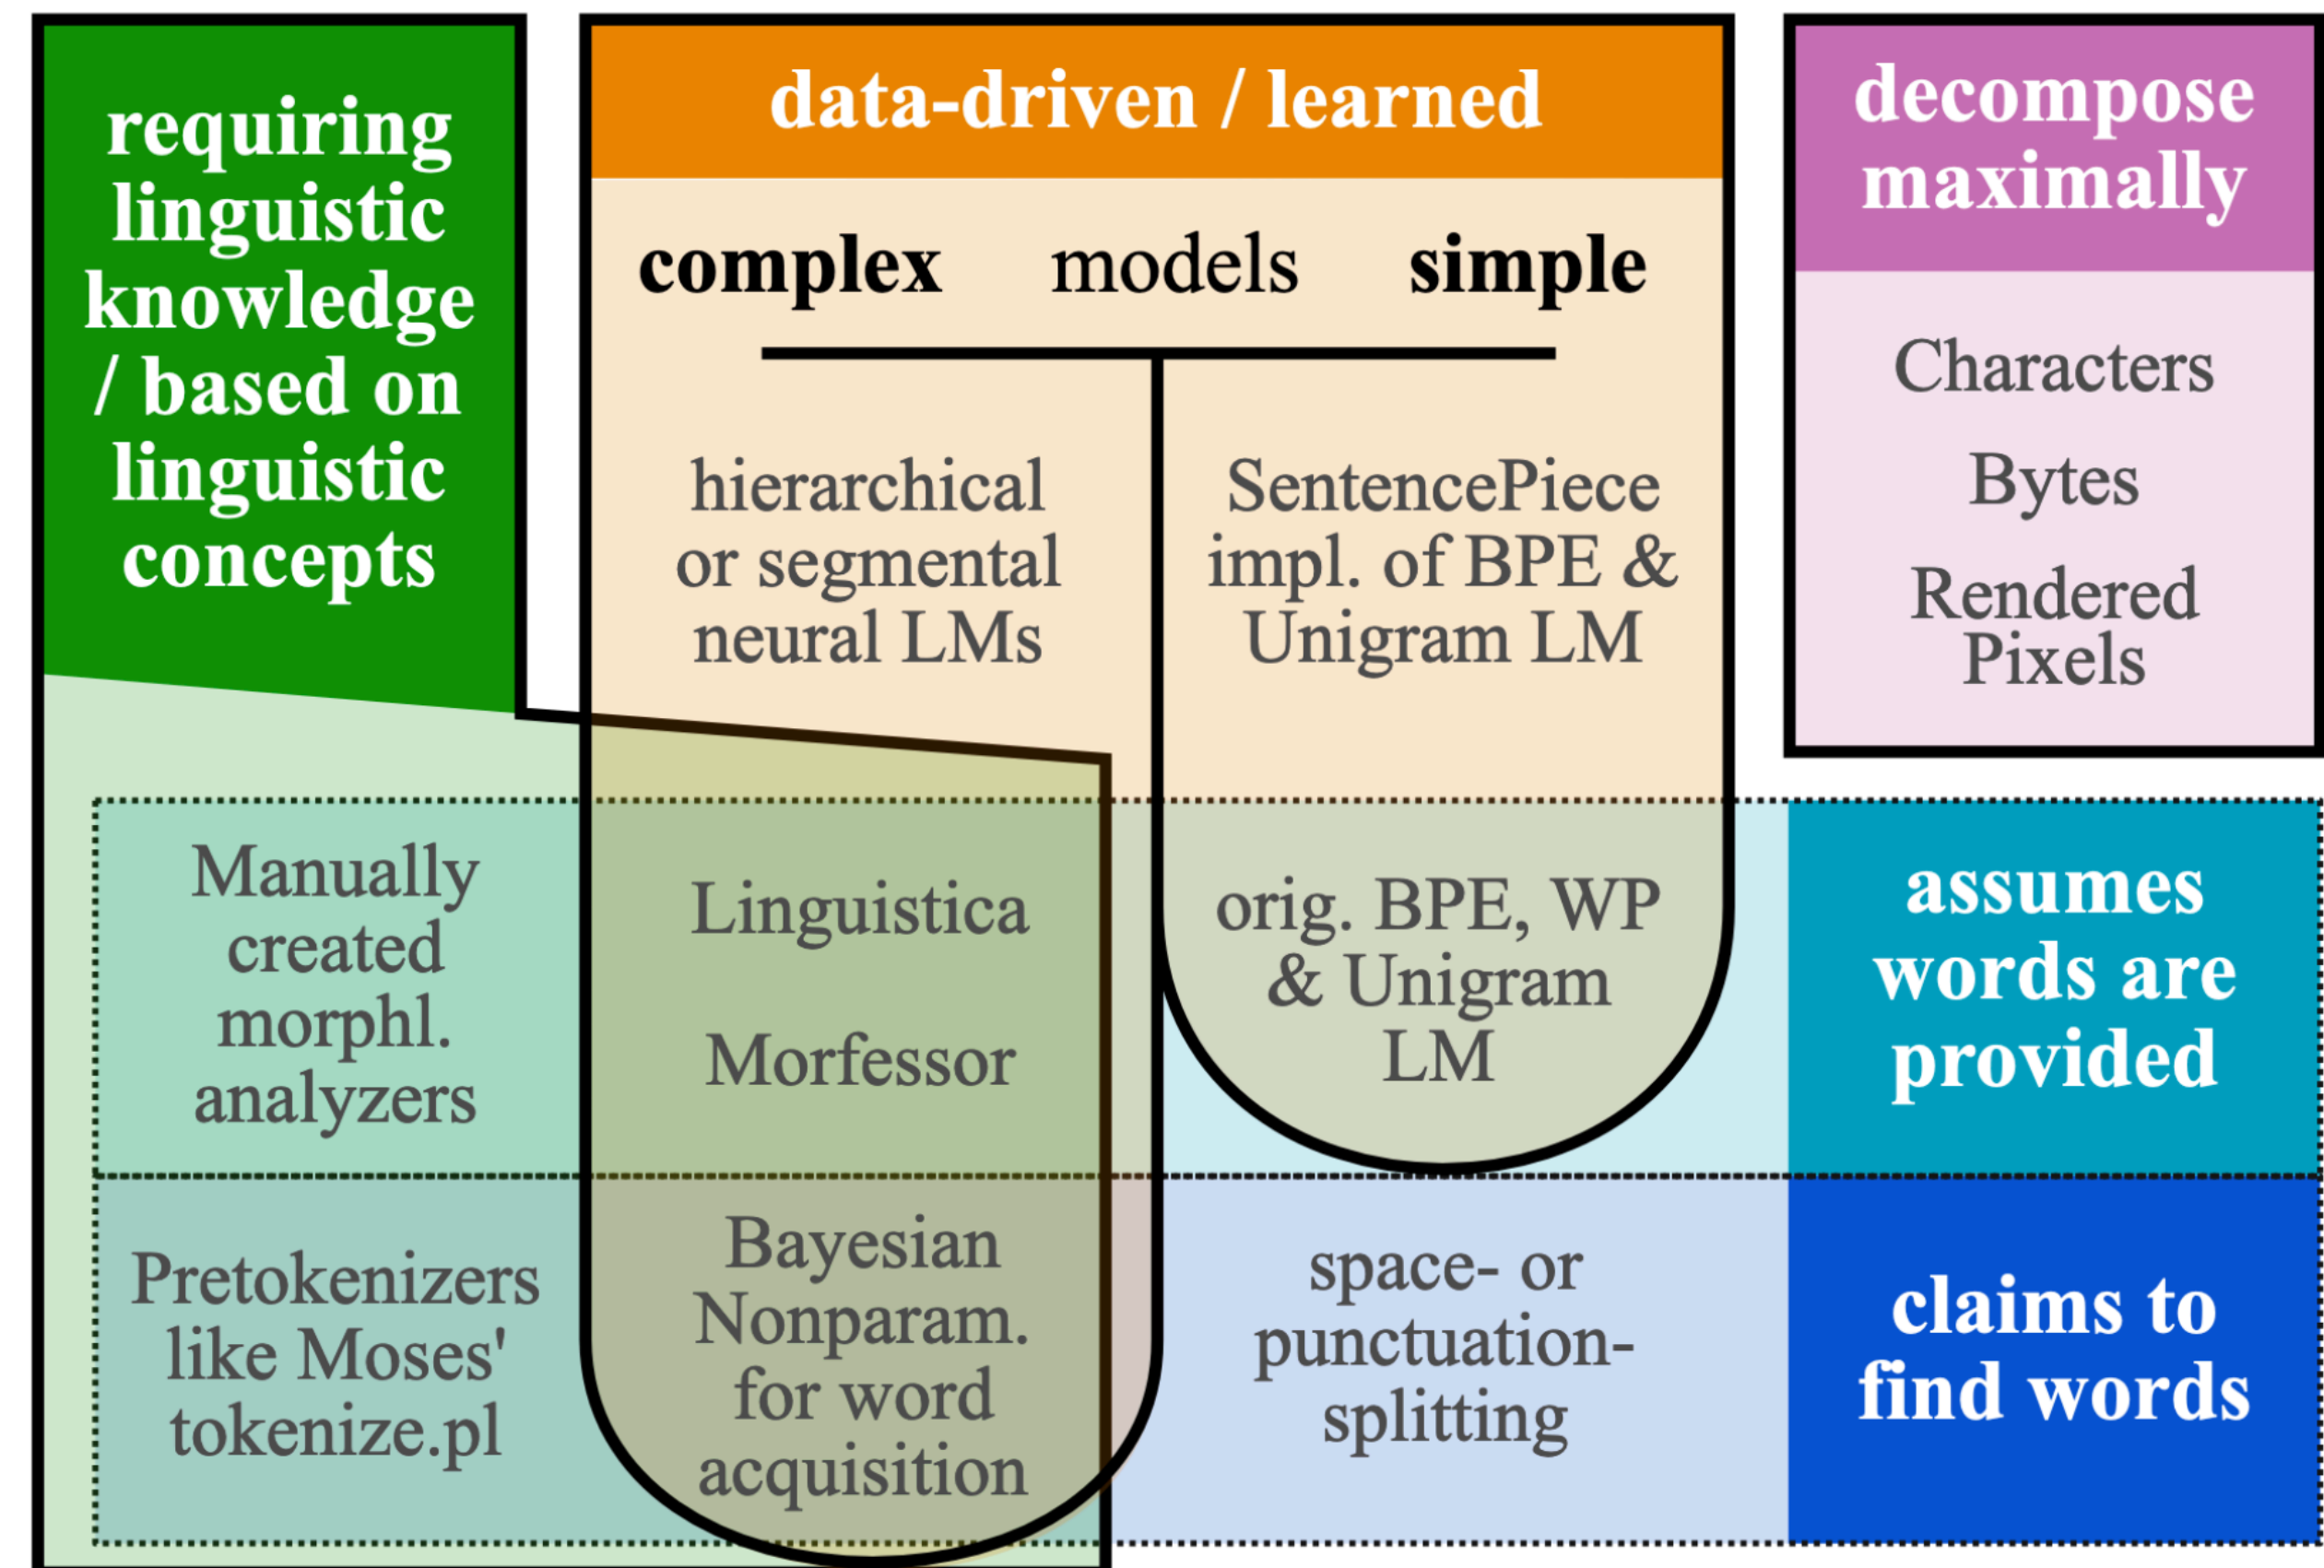 requiring
linguistic
knowledge
/ based on
linguistic
concepts
data-driven / learned
complex models simple
hierarchical
or segmental
neural LMs
SentencePiece
impl. of BPE &
Unigram LM
decompose
maximally
Characters
Bytes
Rendered
Pixels
Manually
created
morphl.
analyzers
Linguistica
Morfessor
orig. BPE, WP
& Unigram
LM
assumes
words are
provided
Pretokenizers
like Moses'
tokenize.pl
Bayesian
Nonparam.
for word
acquisition
space- or
punctuation-
splitting
claims to
find words